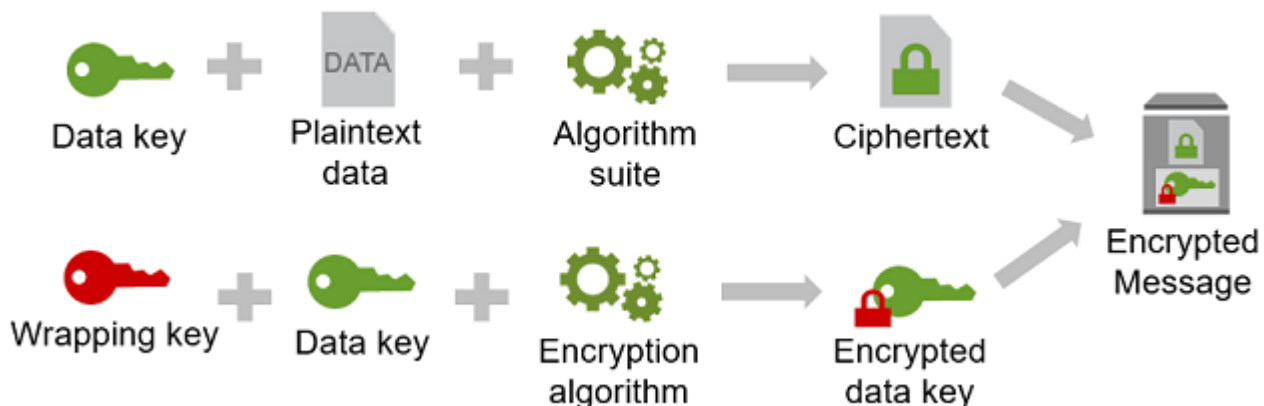 DATA
Data key
Plaintext
data
Algorithm
suite
Ciphertext
Encrypted
Message
Wrapping key
Data key
Encryption
algorithm
Encrypted
data key